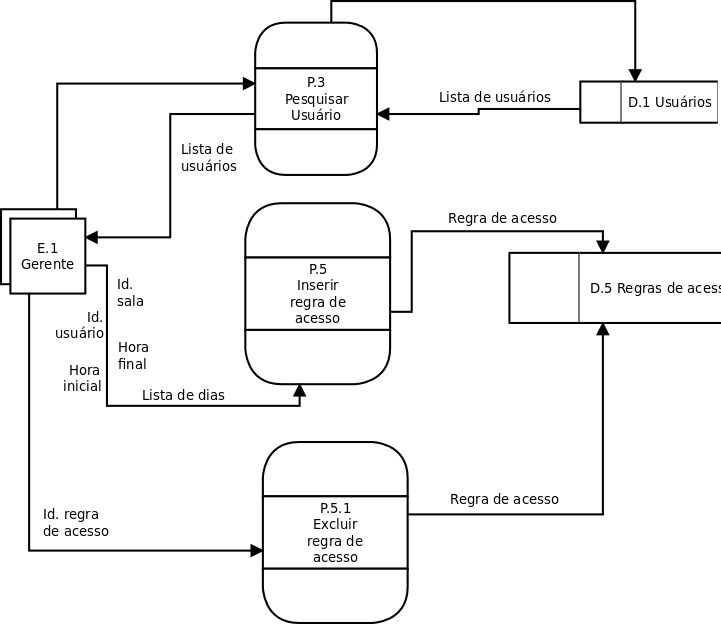 P.3
Pesquisar
Usuário
Lista de usuários
D.1 Usuários
Lista de
usuários
E.1
Gerente
Regra de acesso
P.5
Inserir
regra de
acesso
D.5 Regras de acess
Id.
sala
Id.
usuário
Hora
final
Hora
inicial
Lista de dias
Regra de acesso
P.5.1
Excluir
regra de
acesso
Id. regra
de acesso